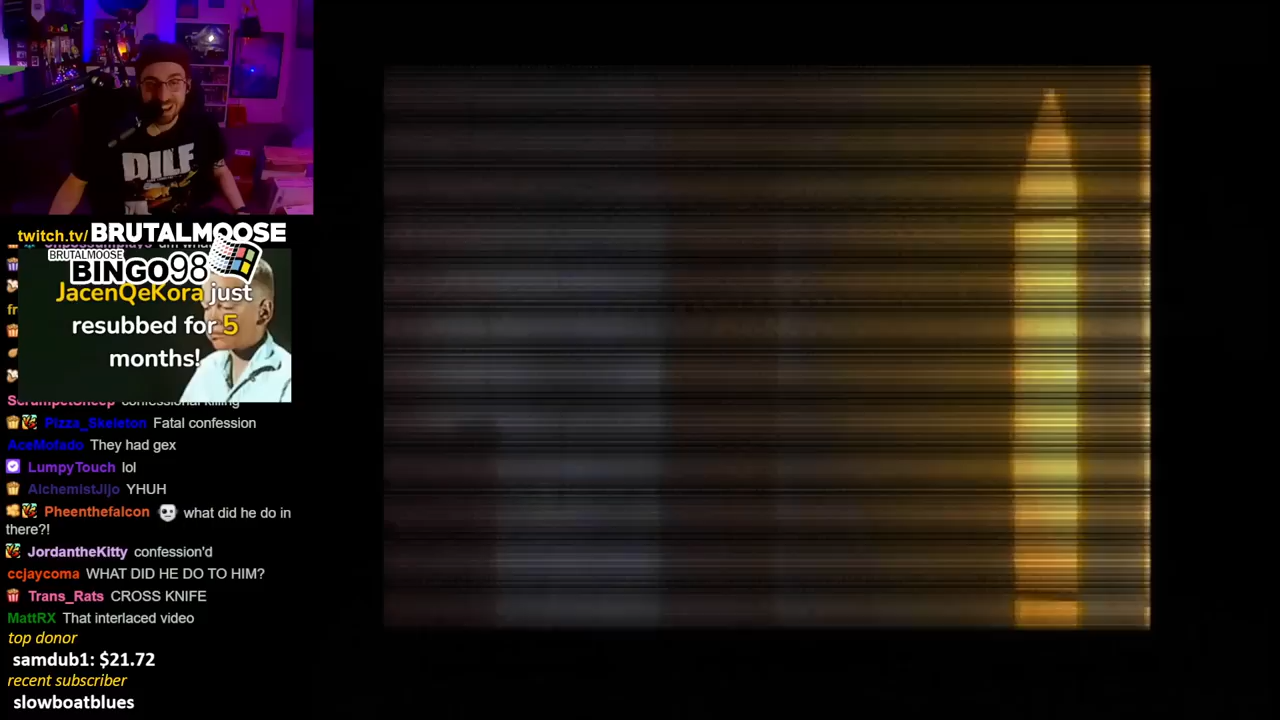 DILF
twitch.tv/BRUTALMOOSE
BRUTALMOOSE
BINGO98
JacenQeKora just
resubbed for 5
months!
Pizza_Skeleton Fatal confession
AceMofado They had gex
LumpyTouch lol
AlchemistJijo YHUH
Pheenthefalcon what did he do in
there?!
JordantheKitty confession'd
ccjaycoma WHAT DID HE DO TO HIM?
Trans_Rats CROSS KNIFE
MattRX That interlaced video
top donor
samdub1: $21.72
recent subscriber
slowboatblues